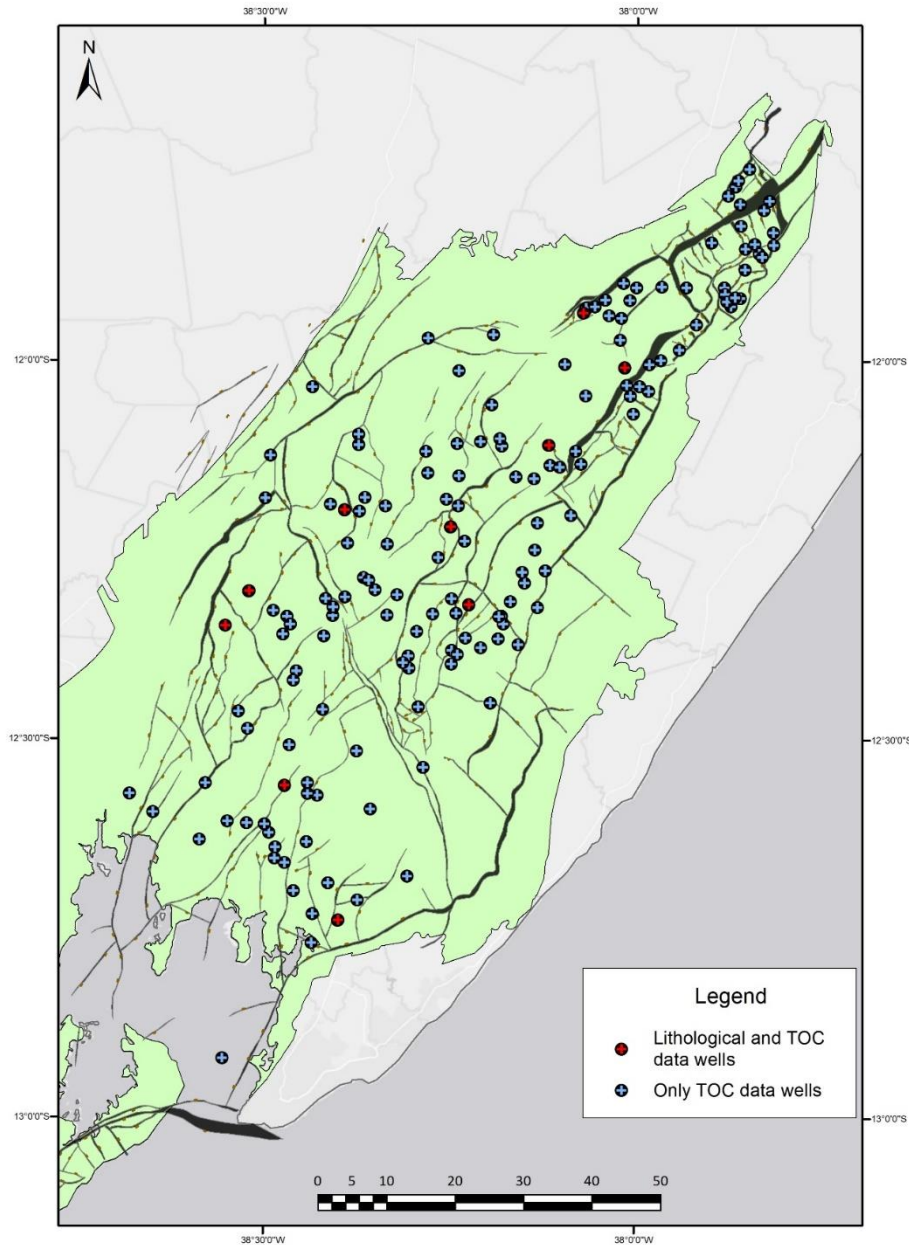 38°30'0"W 38°0'0"W
N
12°0'0"S 12°0'0"S
12°30'0"S 12°30'0"S
Legend
Lithological and TOC
data wells
Only TOC data wells
13°0'0"S 13°0'0"S
0 5 10 20 30 40 50
38°30'0"W 38°0'0"W